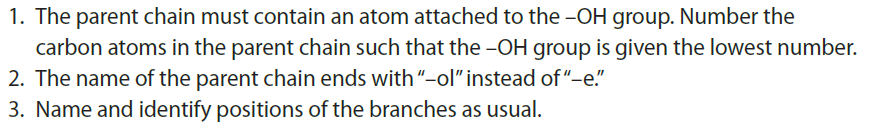 1. The parent chain must contain an atom attached to the –OH group. Number the
carbon atoms in the parent chain such that the –OH group is given the lowest number.
2. The name of the parent chain ends with “–ol” instead of “–e.”
3. Name and identify positions of the branches as usual.